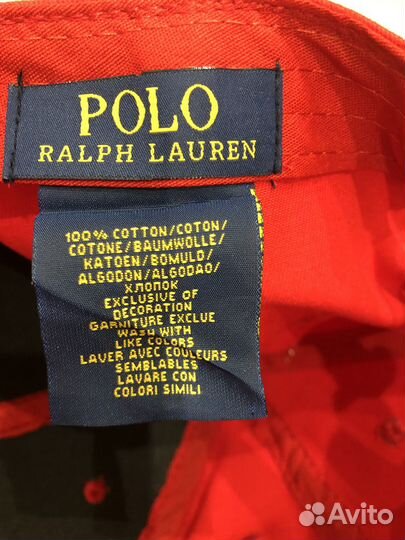 POLO
RALPH LAUREN
100% COTTON/COTON/
COTONE/BAUMWOLLE/
KATOEN/BOMULD/
ALGODON/ALGODAO/
ХЛОПОК
EXCLUSIVE OF
DECORATION
GARNITURE EXCLUE
WASH WITH
LIKE COLORS
LAVER AVEC COULEURS
SEMBLABLES
LAVARE CON
COLORI SIMILI
Avito